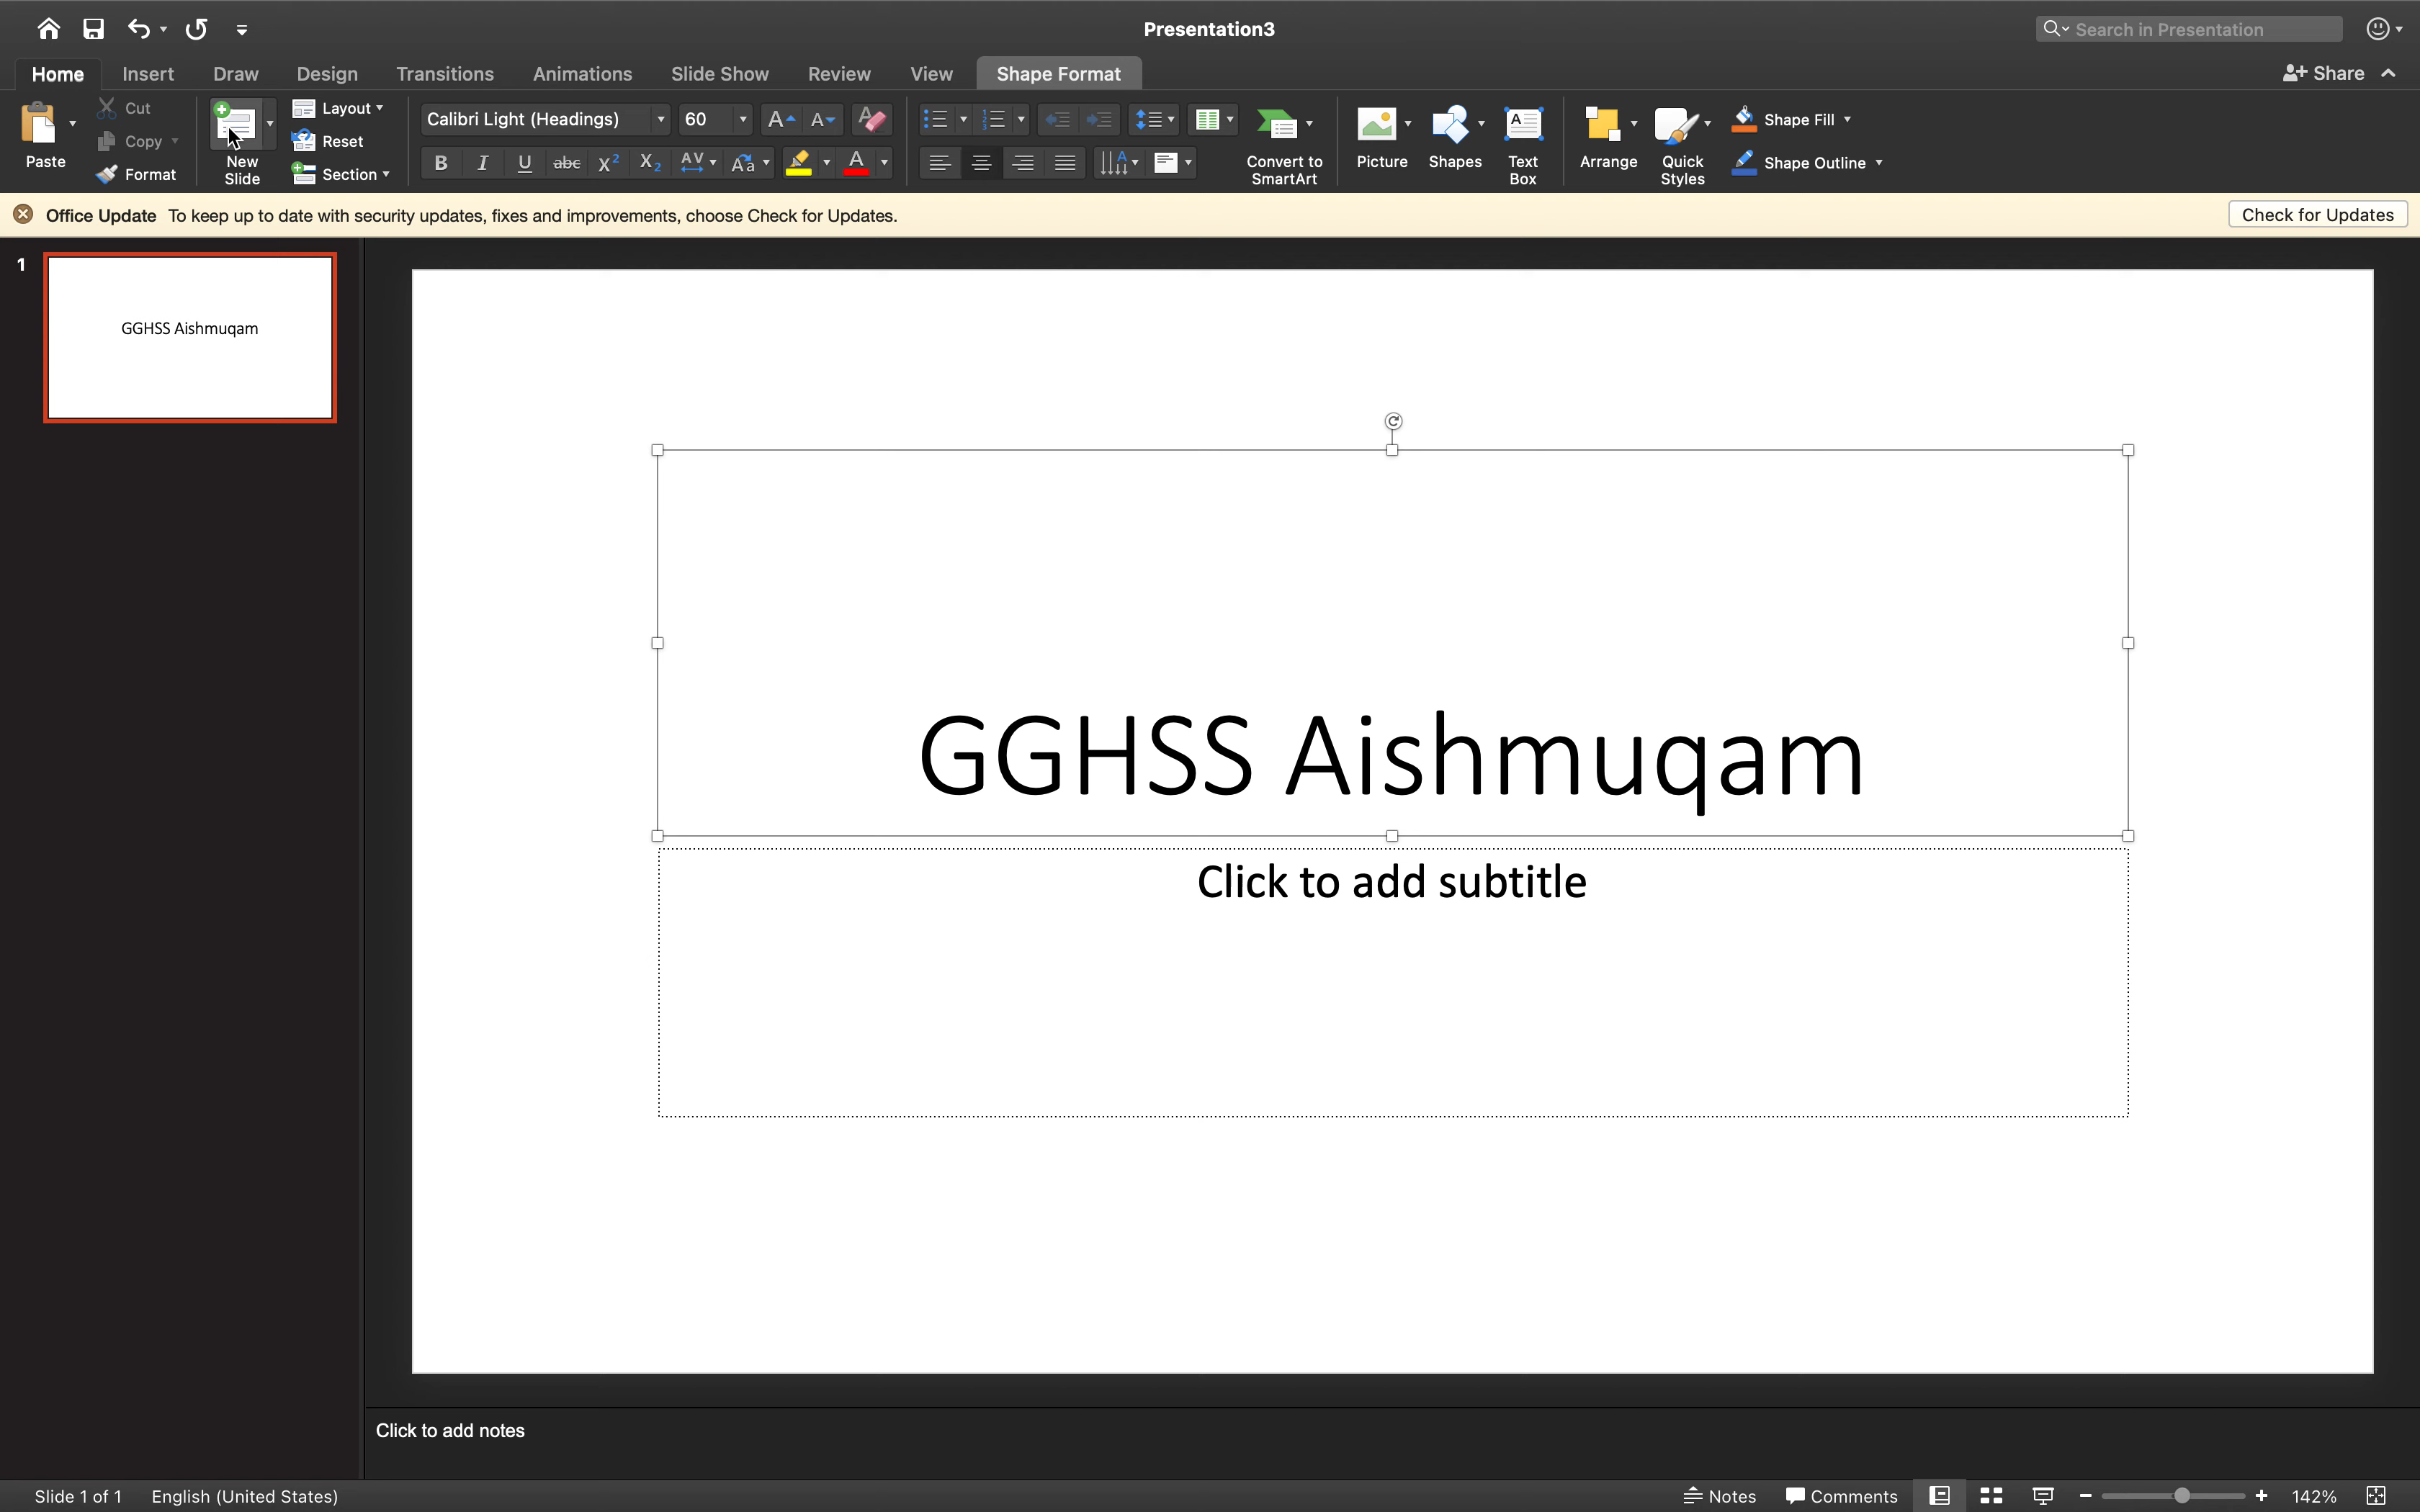 Presentation3
Search in Presentation
Home Insert Draw Design Transitions Animations Slide Show Review View Shape Format Share
Paste
Cut
Copy
Format
New
Slide
Layout
Reset
Section
Calibri Light (Headings) 60
Convert to
SmartArt
Picture
Shapes
Text
Box
Arrange
Quick
Styles
Shape Fill
Shape Outline
Office Update To keep up to date with security updates, fixes and improvements, choose Check for Updates.
Check for Updates
1
GGHSS Aishmuqam
GGHSS Aishmuqam
Click to add subtitle
Click to add notes
Slide 1 of 1 English (United States) Notes Comments 142%